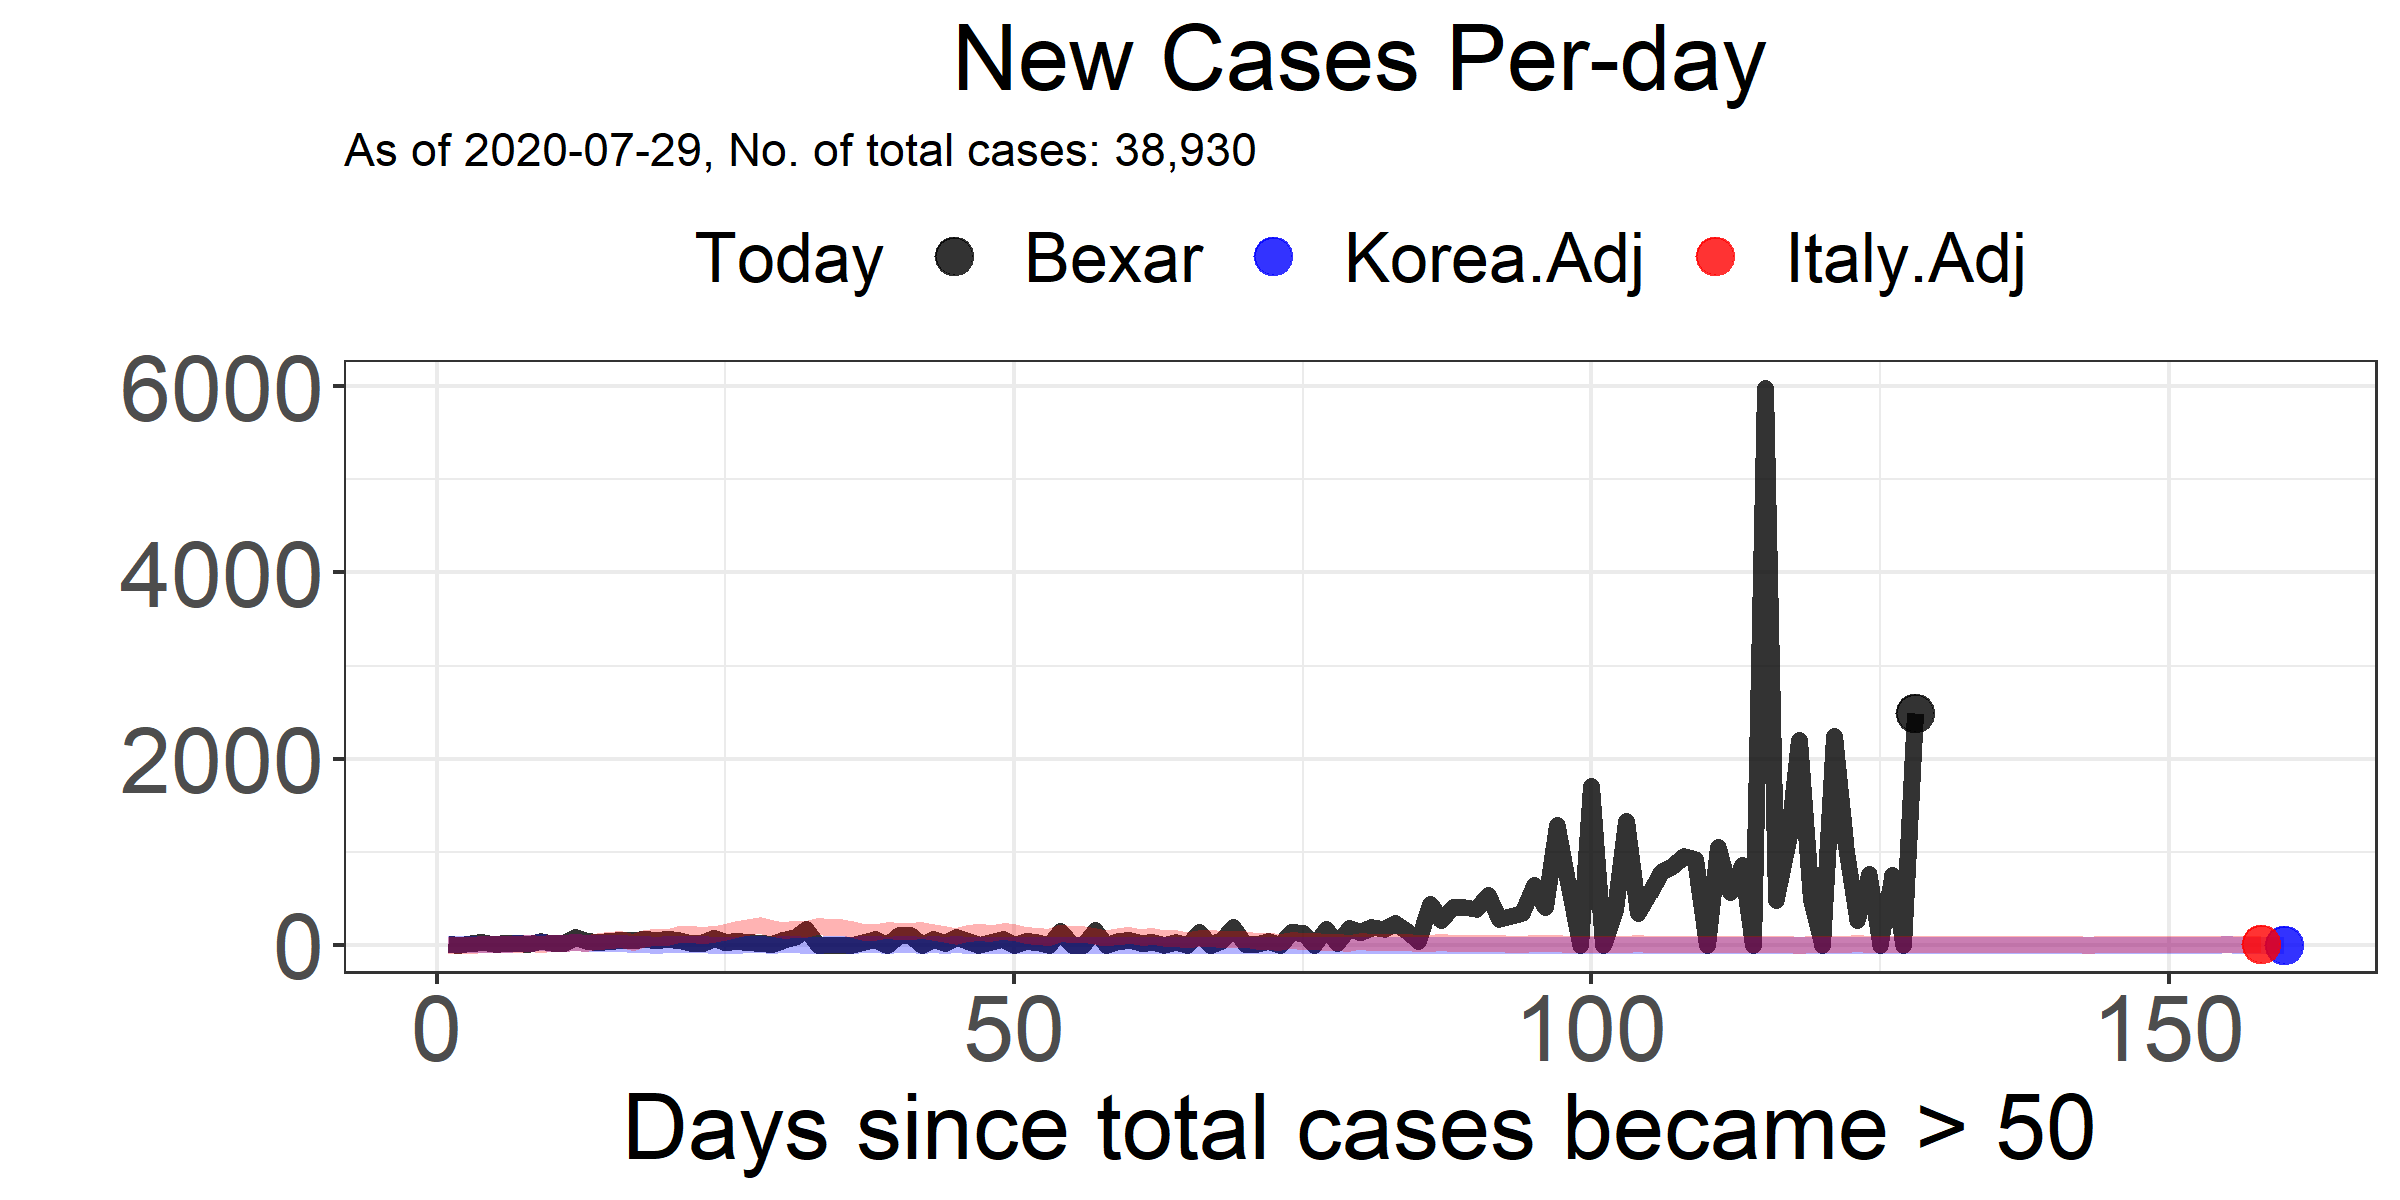 New Cases Per-day
As of 2020-07-29, No. of total cases: 38,930
Today Bexar Korea.Adj Italy.Adj
6000
4000
2000
0
0 50 100 150
Days since total cases became > 50